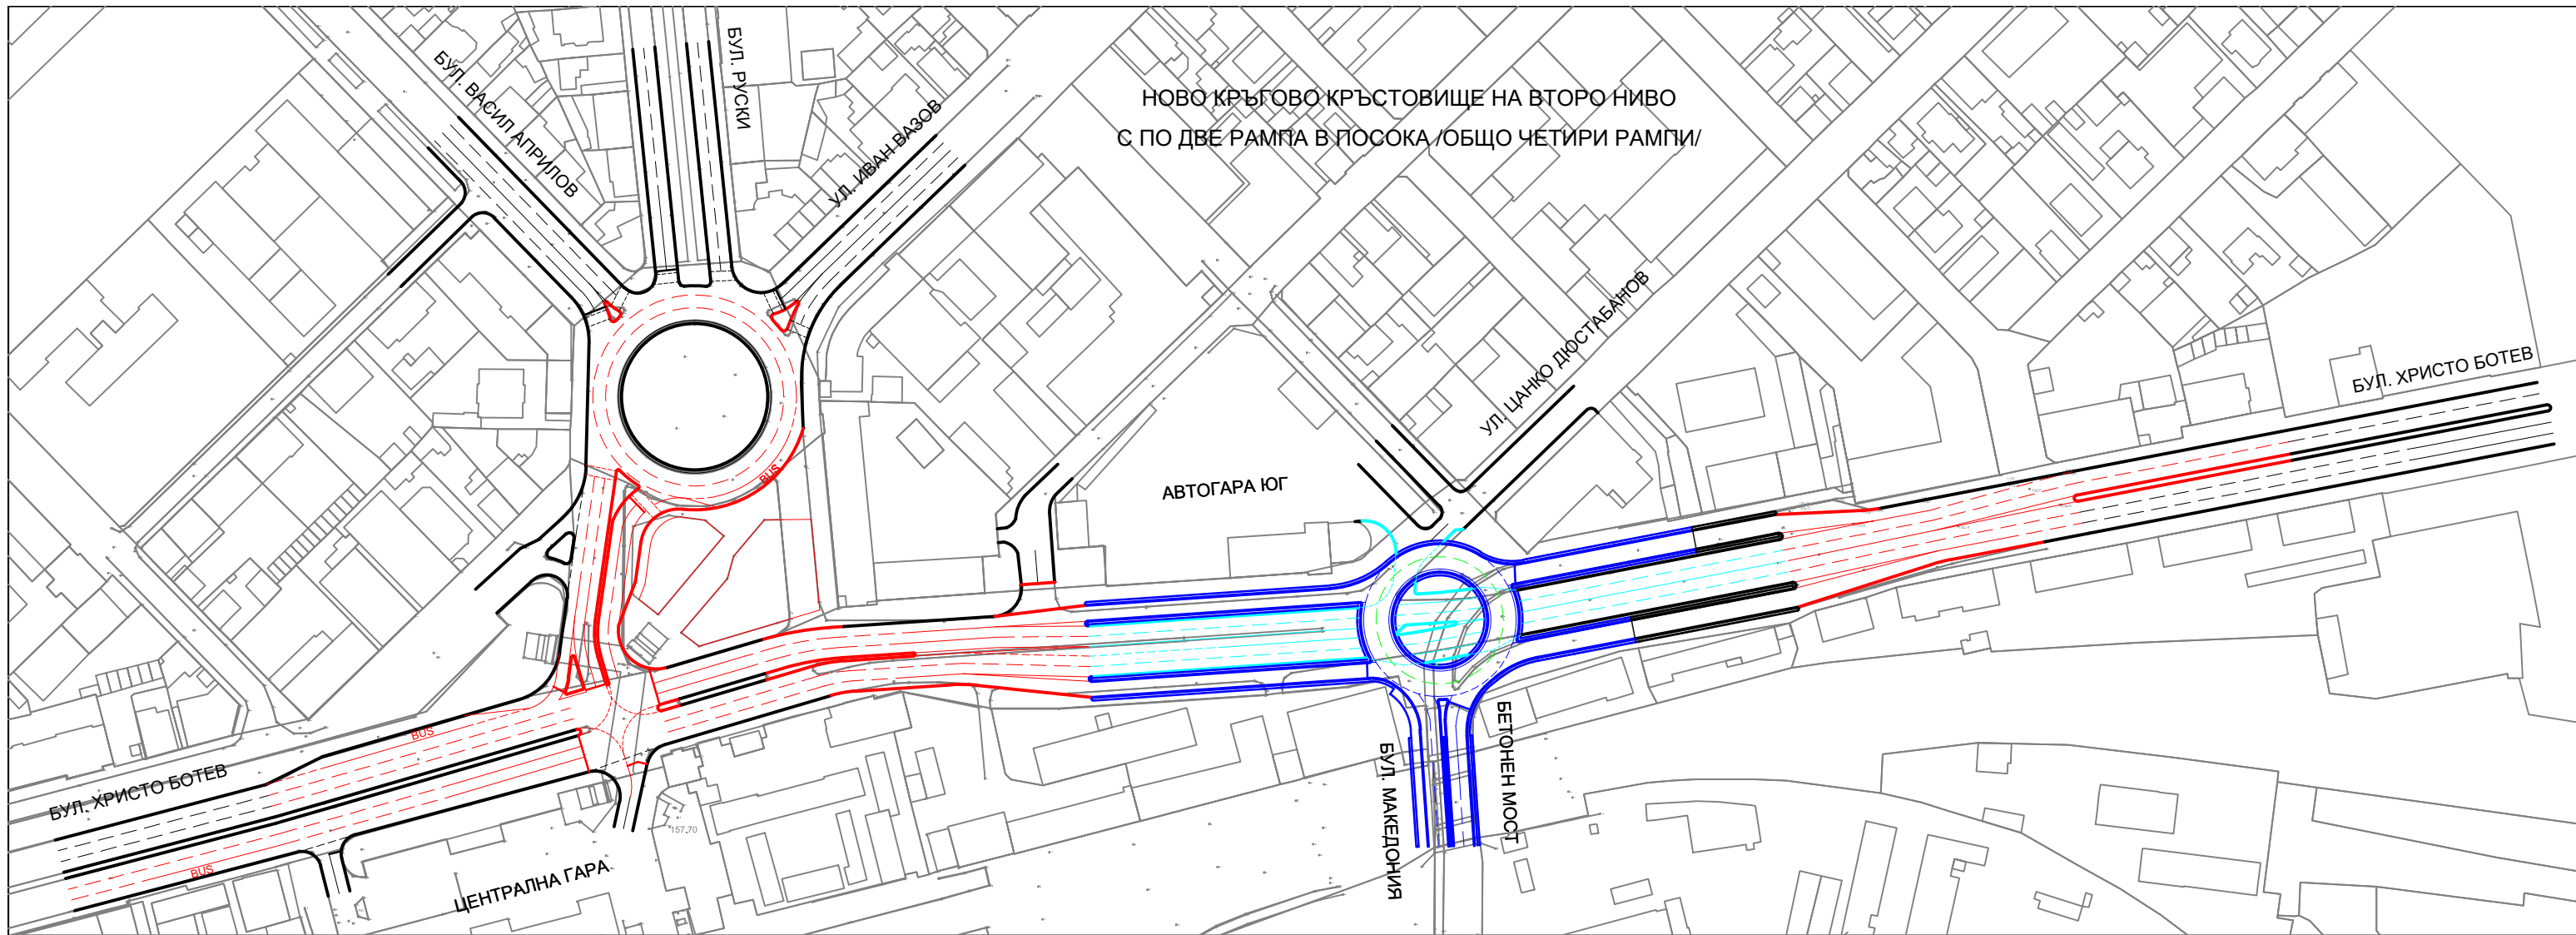 НОВО КРЪГОВО КРЪСТОВИЩЕ НА ВТОРО НИВО
С ПО ДВЕ РАМПА В ПОСОКА /ОБЩО ЧЕТИРИ РАМПИ/
БУЛ. ВАСИЛ АПРИЛОВ
БУЛ. РУСКИ
УЛ. ИВАН ВАЗОВ
УЛ. ЦАНКО ДЮСТАБАНОВ
БУЛ. ХРИСТО БОТЕВ
BUS
АВТОГАРА ЮГ
BUS
БУЛ. ХРИСТО БОТЕВ
БУЛ. МАКЕДОНИЯ
БЕТОНЕН МОСТ
157.70
BUS
ЦЕНТРАЛНА ГАРА